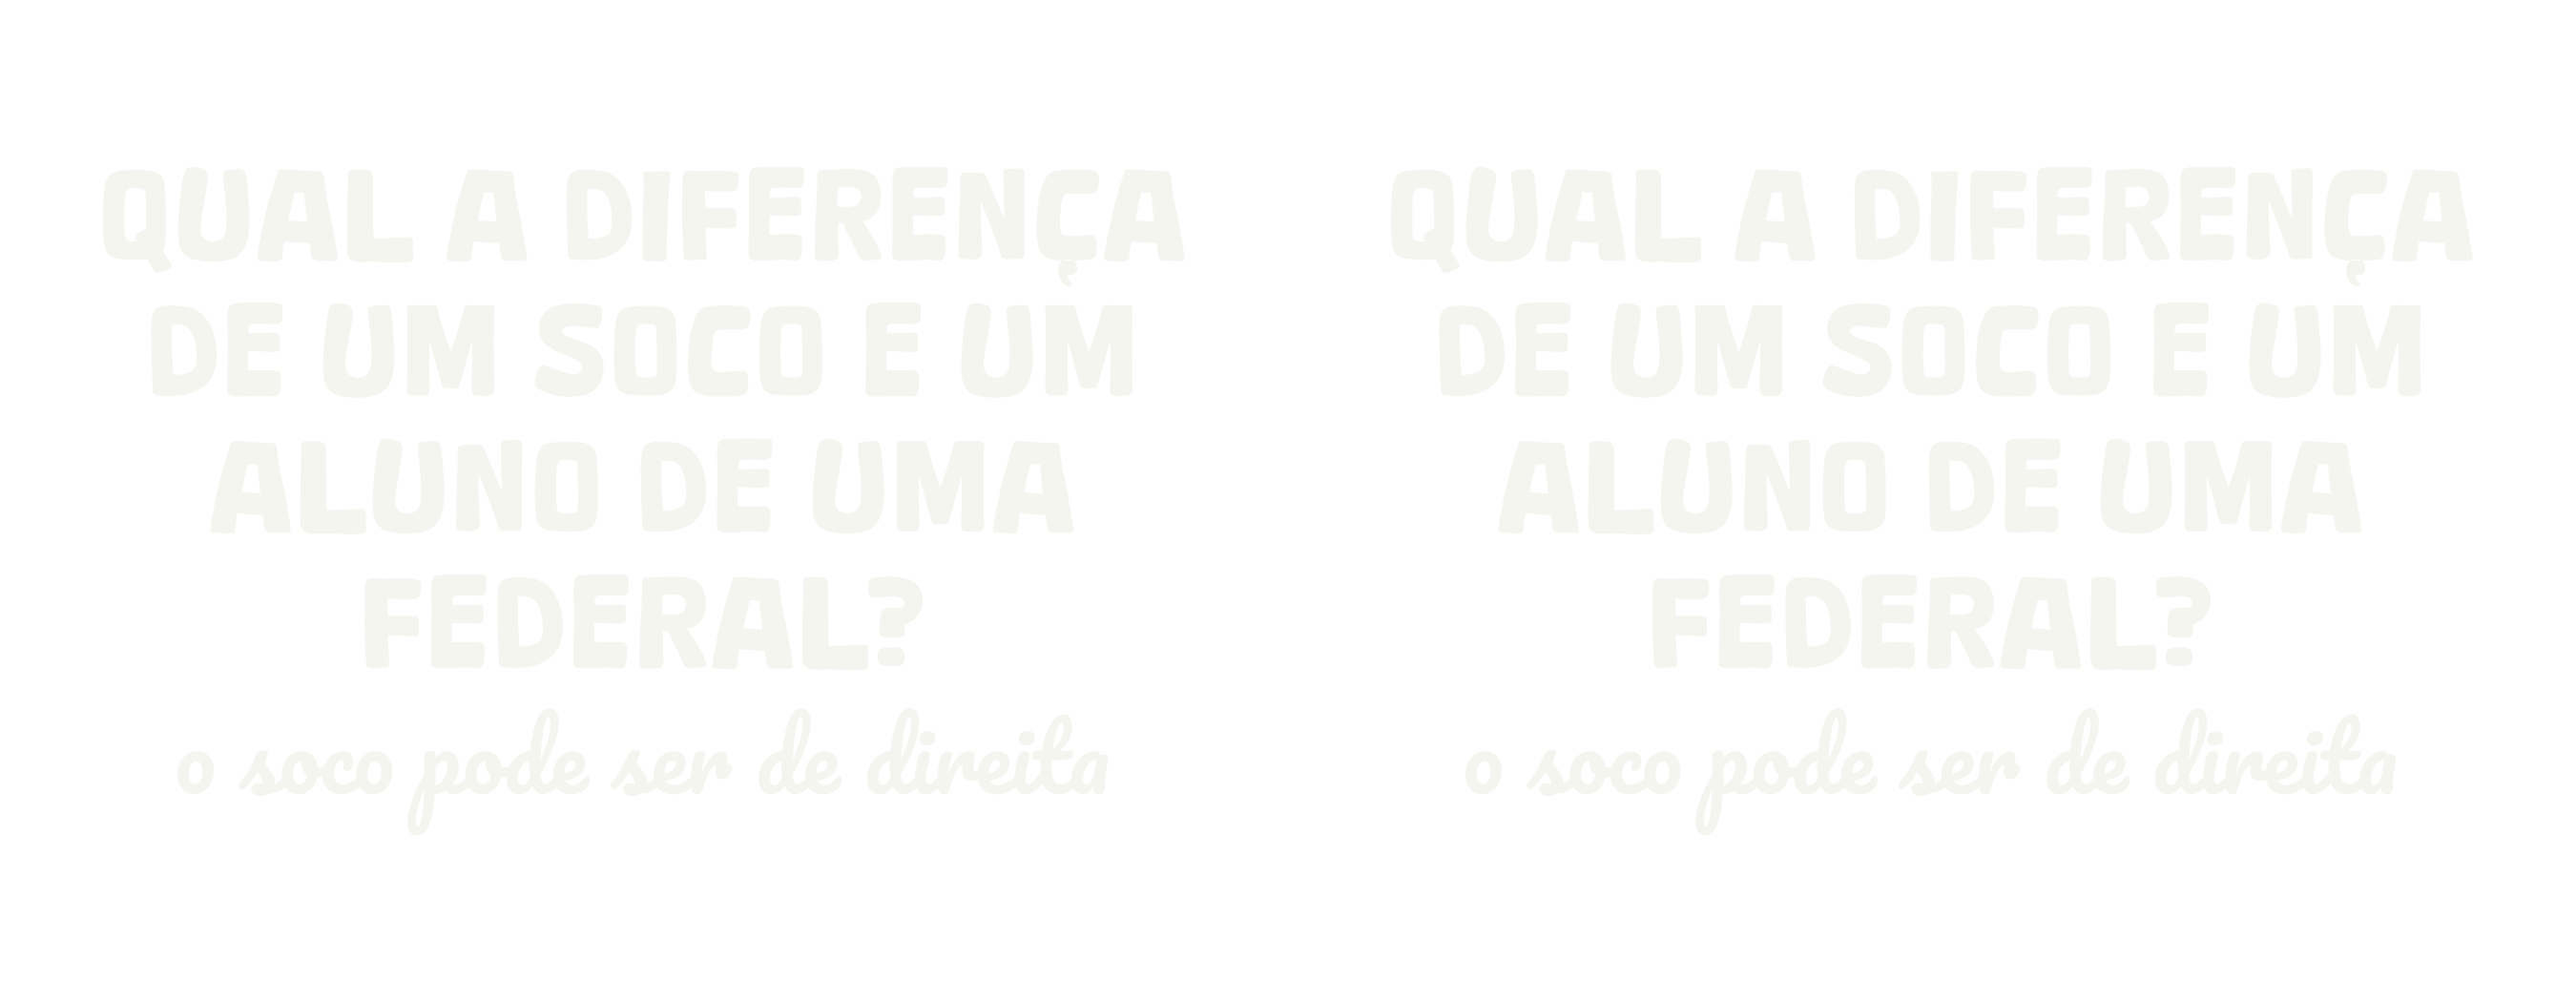 QUAL A DIFERENÇA
DE UM SOCO E UM
ALUNO DE UMA
FEDERAL?
o soco pode ser de direita
QUAL A DIFERENÇA
DE UM SOCO E UM
ALUNO DE UMA
FEDERAL?
o soco pode ser de direita